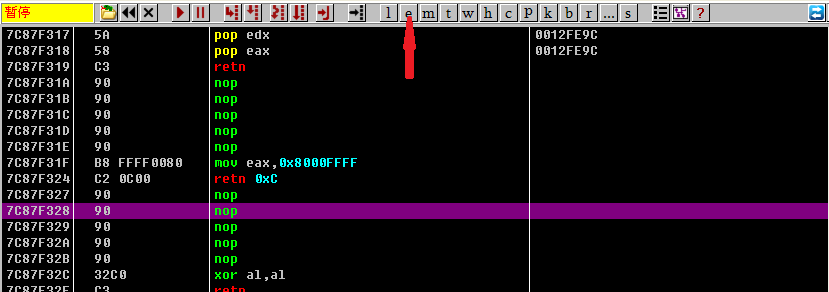 暫停 l e m t w h c p k b r ... s ?
7C87F317 5A pop edx 0012FE9C
7C87F318 58 pop eax 0012FE9C
7C87F319 C3 retn
7C87F31A 90 nop
7C87F31B 90 nop
7C87F31C 90 nop
7C87F31D 90 nop
7C87F31E 90 nop
7C87F31F B8 FFFF0080 mov eax,0x8000FFFF
7C87F324 C2 0C00 retn 0xC
7C87F327 90 nop
7C87F328 90 nop
7C87F329 90 nop
7C87F32A 90 nop
7C87F32B 90 nop
7C87F32C 32C0 xor al,al
7C87F32E C3 retn